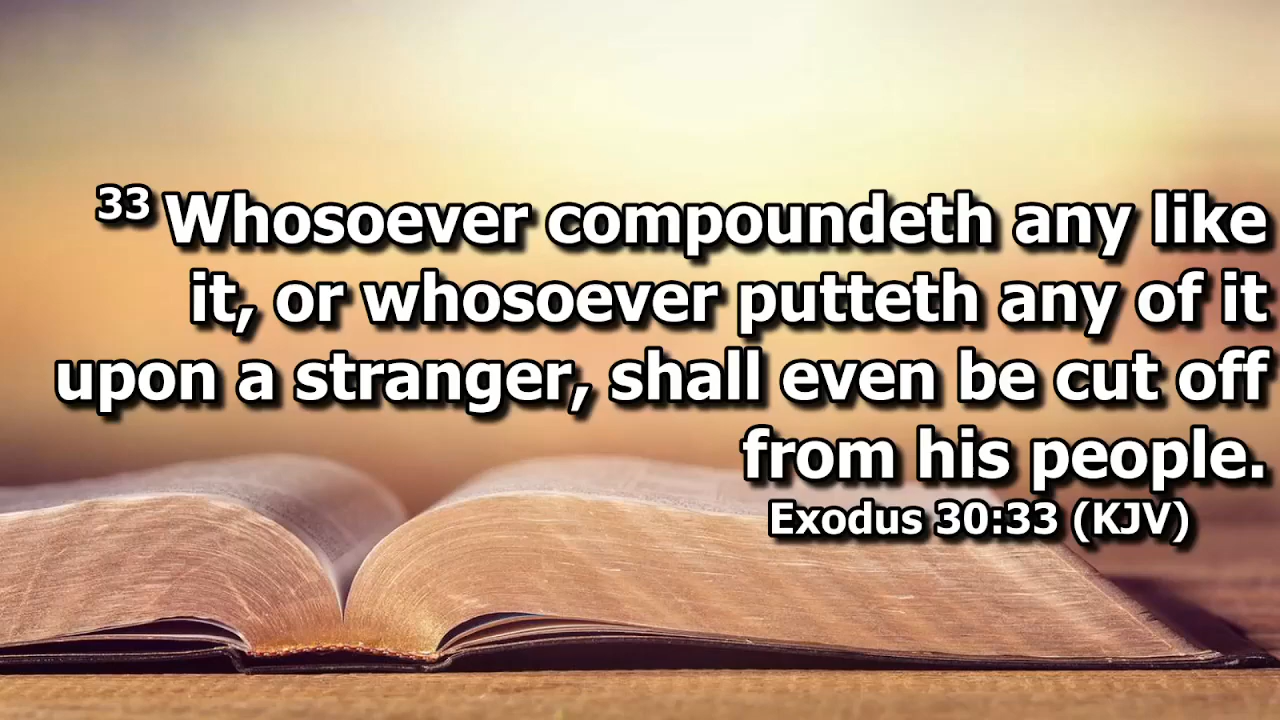 33 Whosoever compoundeth any like
it, or whosoever putteth any of it
upon a stranger, shall even be cut off
from his people.
Exodus 30:33 (KJV)